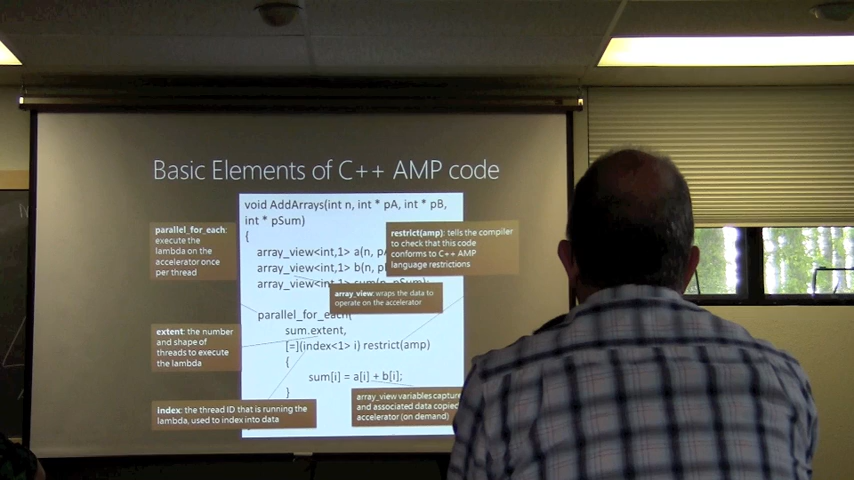 Basic Elements of C++ AMP code
void AddArrays(int n, int * pA, int * pB,
int * pSum)
{
array_view<int,1> a(n, p
array_view<int,1> b(n, p
array_view<int,1> sum(n, pSum);
parallel_for_each(
sum.extent,
[=](index<1> i) restrict(amp)
{
sum[i] = a[i] + b[i];
}
parallel_for_each:
execute the
lambda on the
accelerator once
per thread
extent: the number
and shape of
threads to execute
the lambda
index: the thread ID that is running the
lambda, used to index into data
restrict(amp): tells the compiler
to check that this code
conforms to C++ AMP
language restrictions
array_view: wraps the data to
operate on the accelerator
array_view variables capture
and associated data copied
accelerator (on demand)